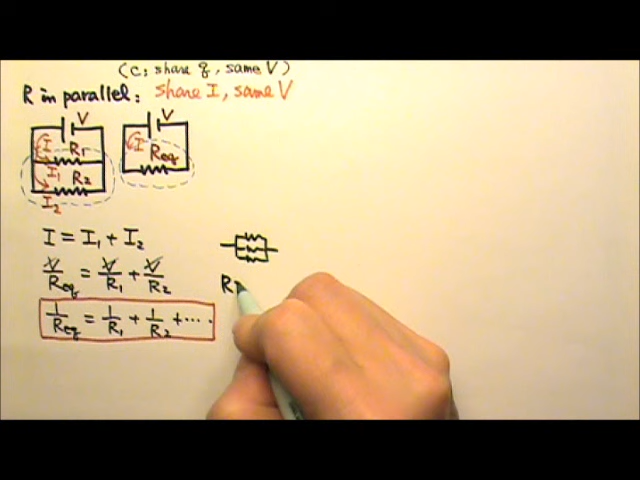 (C: share q, same V)
R in parallel: share I, same V
V
I
R₁
I₁
R₂
I₂
V
I
Req
I = I₁ + I₂
V/Req = V/R₁ + V/R₂
1/Req = 1/R₁ + 1/R₂ + ····
R